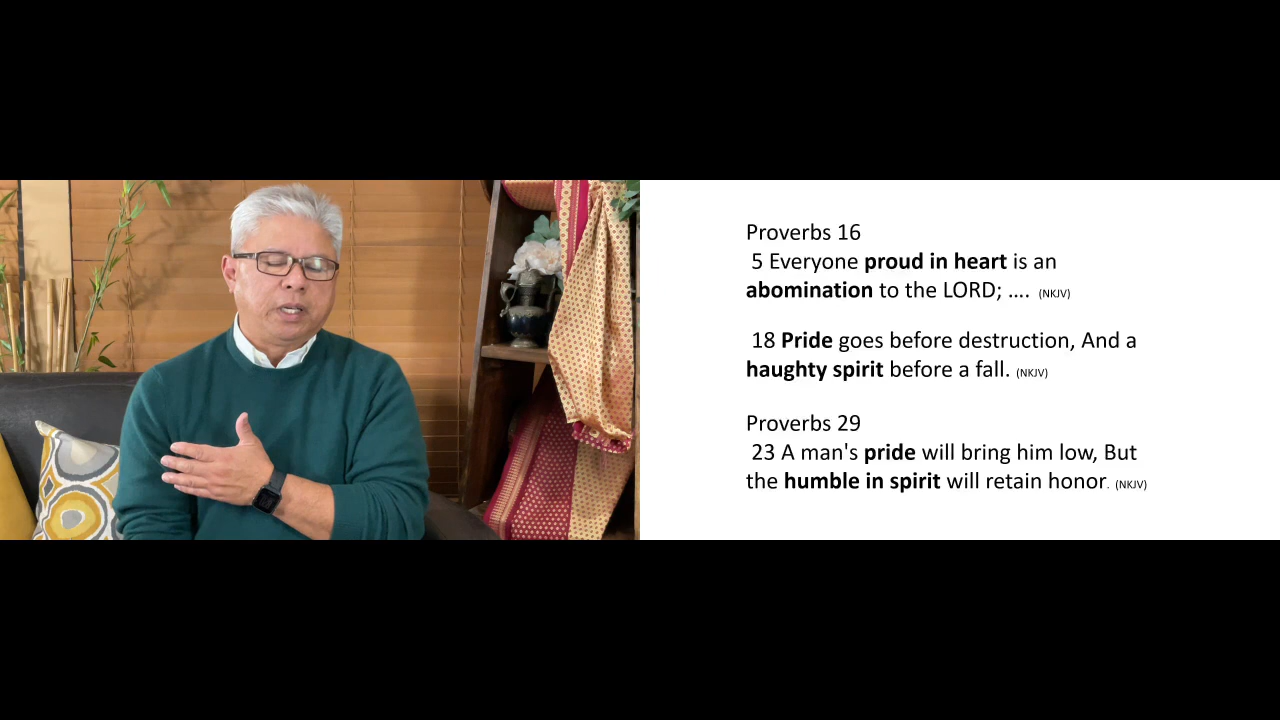 Proverbs 16
5 Everyone proud in heart is an
abomination to the LORD; .... (NKJV)
18 Pride goes before destruction, And a
haughty spirit before a fall. (NKJV)
Proverbs 29
23 A man's pride will bring him low, But
the humble in spirit will retain honor. (NKJV)